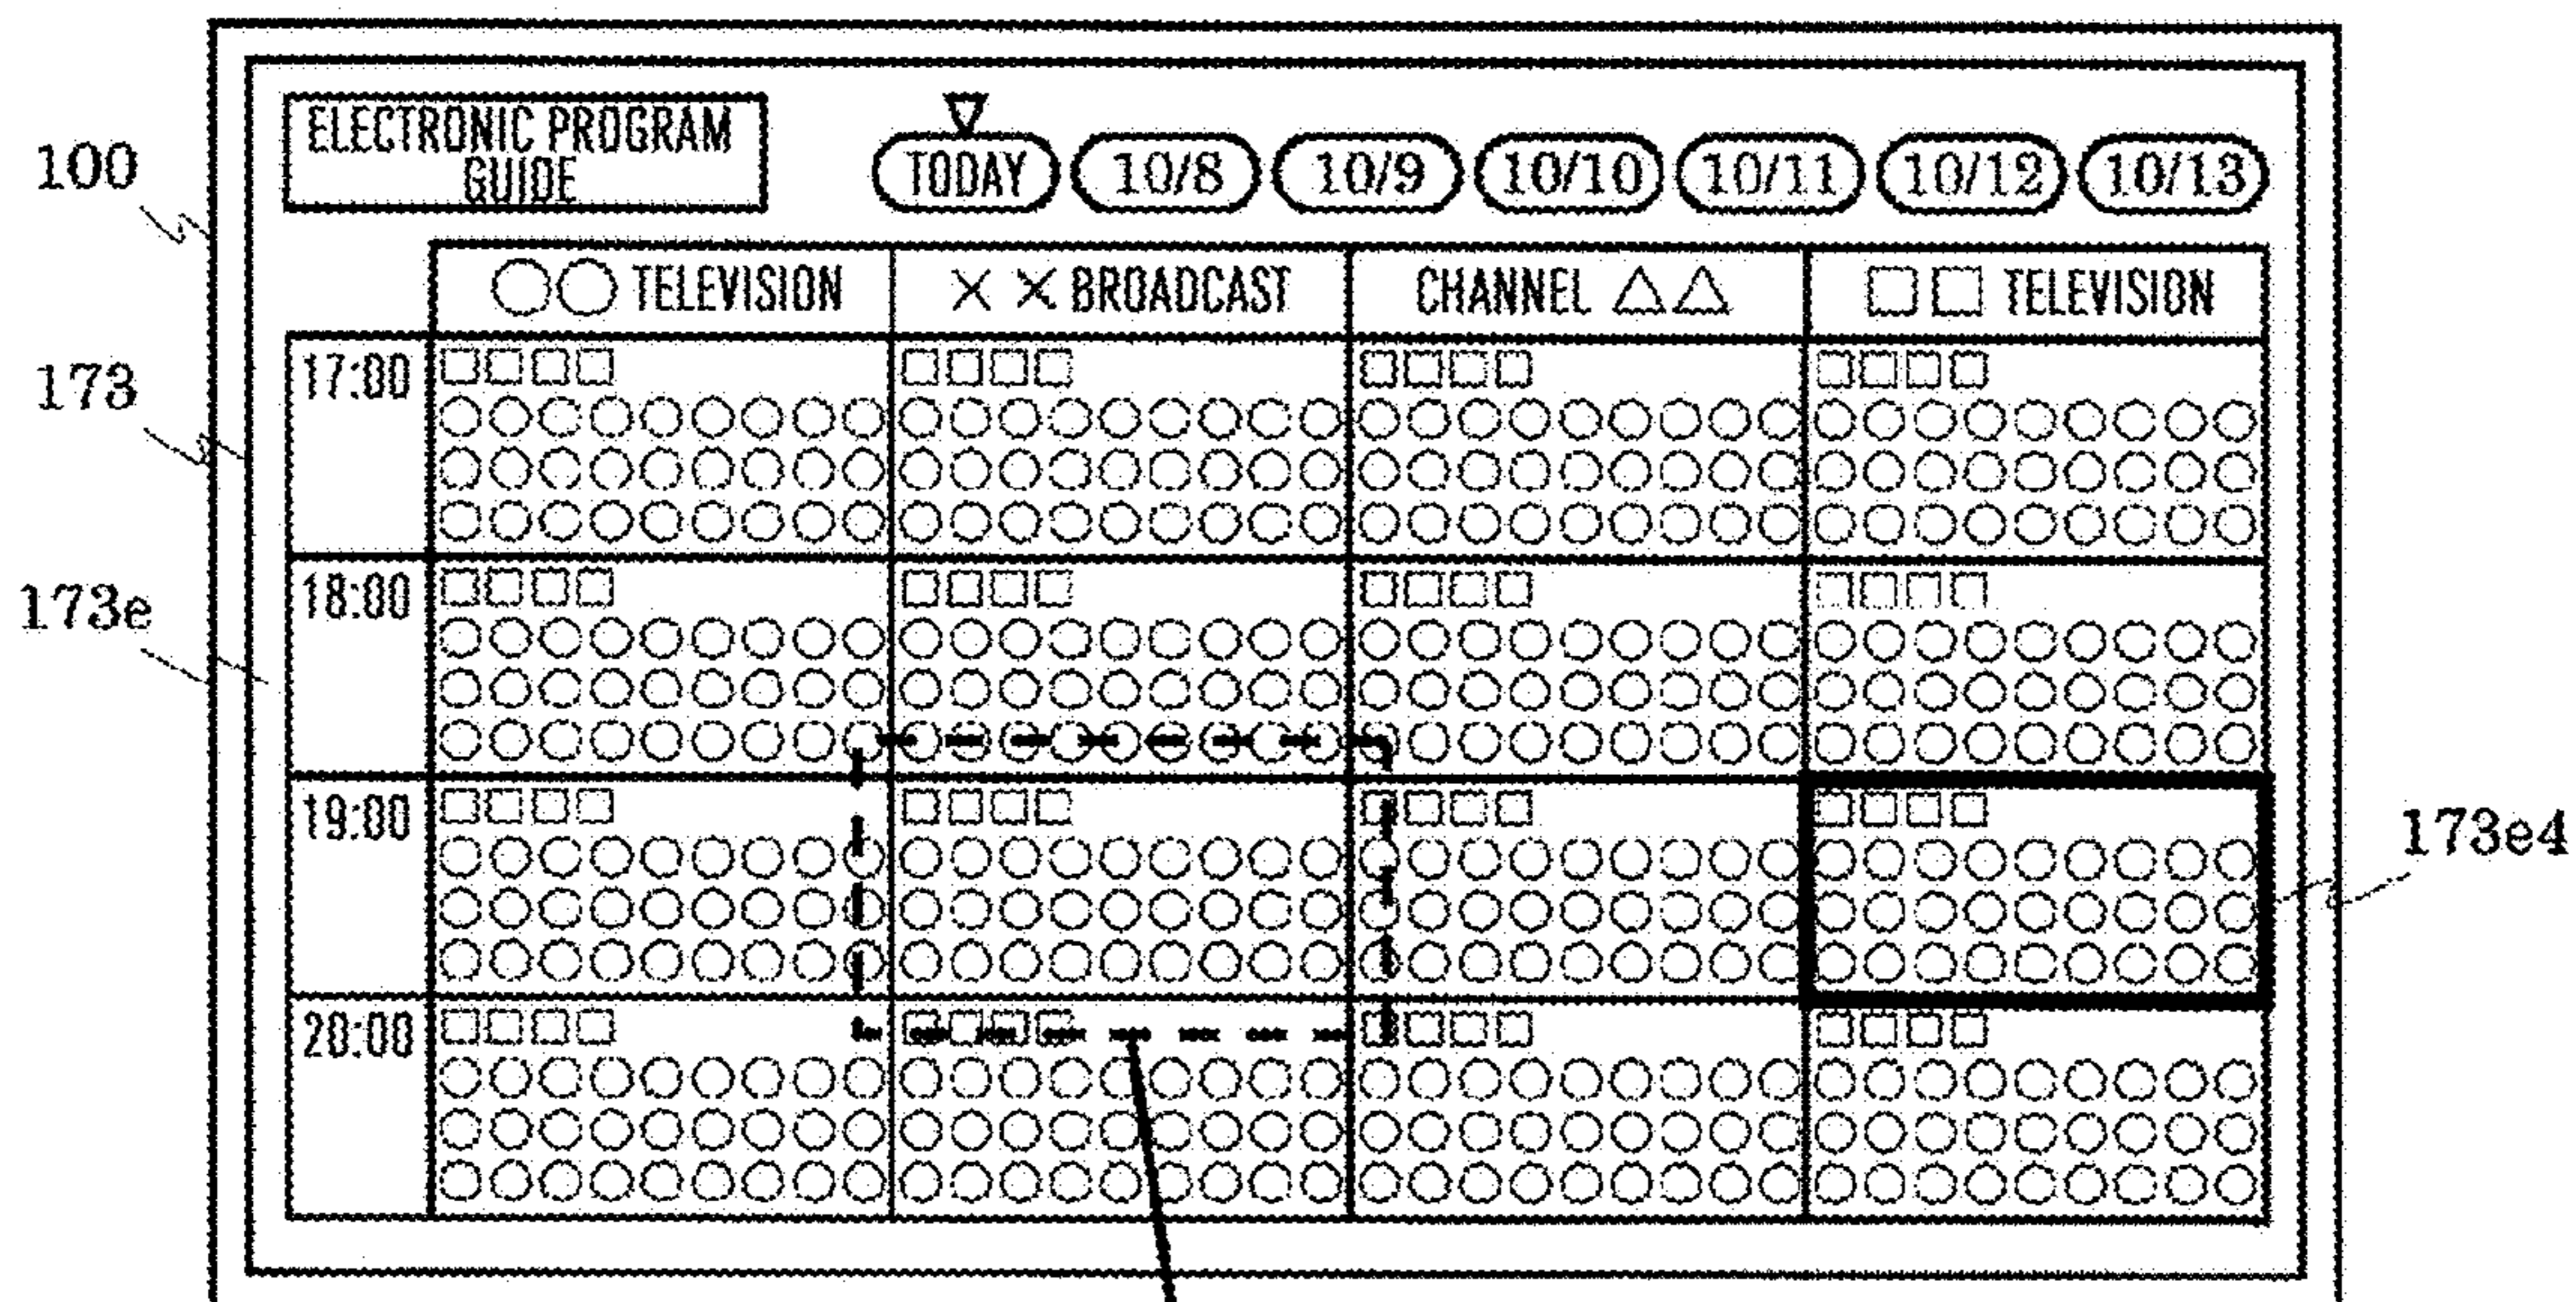 ELECTRONIC PROGRAM
GUIDE
TODAY 10/8 10/9 10/10 10/11 10/12 10/13
○○ TELEVISION ×× BROADCAST CHANNEL △△ □□ TELEVISION
100
173
173e
173e4
17:00 □□□□ □□□□ □□□□ □□□□
○○○○○○○○○ ○○○○○○○○○ ○○○○○○○○○ ○○○○○○○○○
○○○○○○○○○ ○○○○○○○○○ ○○○○○○○○○ ○○○○○○○○○
○○○○○○○○○ ○○○○○○○○○ ○○○○○○○○○ ○○○○○○○○○
18:00 □□□□ □□□□ □□□□ □□□□
○○○○○○○○○ ○○○○○○○○○ ○○○○○○○○○ ○○○○○○○○○
○○○○○○○○○ ○○○○○○○○○ ○○○○○○○○○ ○○○○○○○○○
○○○○○○○○○ ○○○○○○○○○ ○○○○○○○○○ ○○○○○○○○○
19:00 □□□□ □□□□ □□□□ □□□□
○○○○○○○○○ ○○○○○○○○○ ○○○○○○○○○ ○○○○○○○○○
○○○○○○○○○ ○○○○○○○○○ ○○○○○○○○○ ○○○○○○○○○
○○○○○○○○○ ○○○○○○○○○ ○○○○○○○○○ ○○○○○○○○○
20:00 □□□□ □□□□ □□□□ □□□□
○○○○○○○○○ ○○○○○○○○○ ○○○○○○○○○ ○○○○○○○○○
○○○○○○○○○ ○○○○○○○○○ ○○○○○○○○○ ○○○○○○○○○
○○○○○○○○○ ○○○○○○○○○ ○○○○○○○○○ ○○○○○○○○○